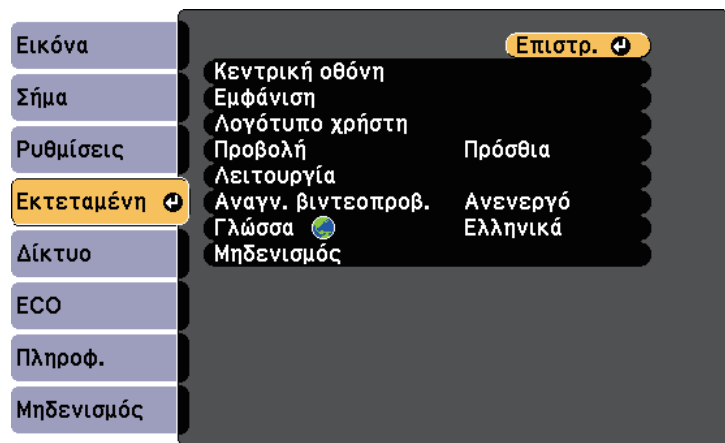 Εικόνα
Σήμα
Ρυθμίσεις
Εκτεταμένη
Δίκτυο
ECO
Πληροφ.
Μηδενισμός
Επιστρ.
Κεντρική οθόνη
Εμφάνιση
Λογότυπο χρήστη
Προβολή Πρόσθια
Λειτουργία
Αναγν. βιντεοπροβ. Ανενεργό
Γλώσσα Ελληνικά
Μηδενισμός